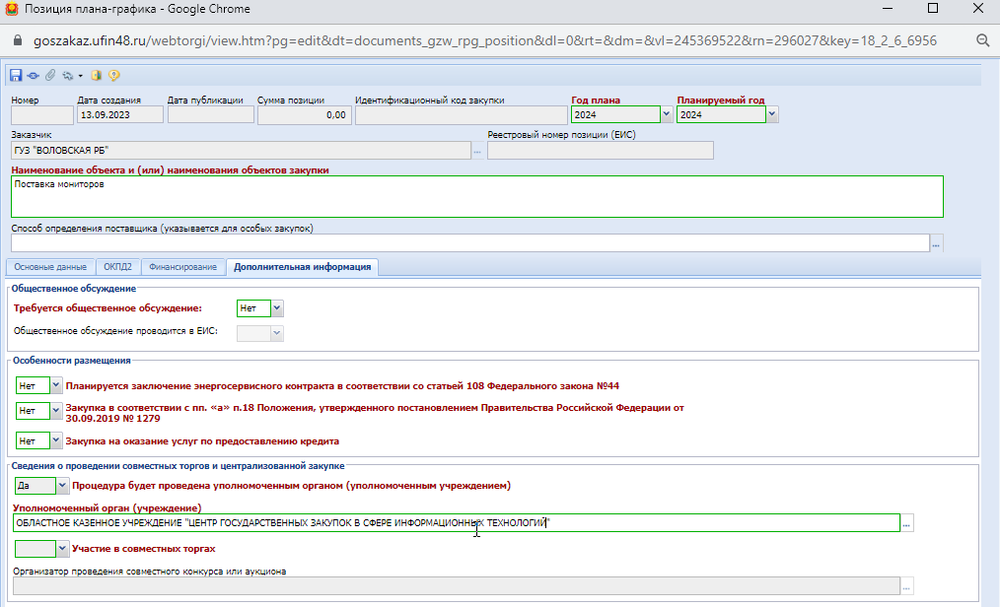 Позиция плана-графика - Google Chrome
goszakaz.ufin48.ru/webtorgi/view.htm?pg=edit&dt=documents_gzw_rpg_position&dl=0&rt=&dm=&vl=245369522&rn=296027&key=18_2_6_6956
Номер Дата создания Дата публикации Сумма позиции Идентификационный код закупки Год плана Планируемый год
13.09.2023 0,00 2024 2024
Заказчик Реестровый номер позиции (ЕИС)
ГУЗ "ВОЛОВСКАЯ РБ" ...
Наименование объекта и (или) наименования объектов закупки
Поставка мониторов
Способ определения поставщика (указывается для особых закупок)
...
Основные данные ОКПД2 Финансирование Дополнительная информация
Общественное обсуждение
Требуется общественное обсуждение: Нет
Общественное обсуждение проводится в ЕИС:
Особенности размещения
Нет Планируется заключение энергосервисного контракта в соответствии со статьей 108 Федерального закона №44
Нет Закупка в соответствии с пп. «а» п.18 Положения, утвержденного постановлением Правительства Российской Федерации от
30.09.2019 № 1279
Нет Закупка на оказание услуг по предоставлению кредита
Сведения о проведении совместных торгов и централизованной закупке
Да Процедура будет проведена уполномоченным органом (уполномоченным учреждением)
Уполномоченный орган (учреждение)
ОБЛАСТНОЕ КАЗЕННОЕ УЧРЕЖДЕНИЕ "ЦЕНТР ГОСУДАРСТВЕННЫХ ЗАКУПОК В СФЕРЕ ИНФОРМАЦИОННЫХ ТЕХНОЛОГИЙ" ...
Участие в совместных торгах
Организатор проведения совместного конкурса или аукциона
...